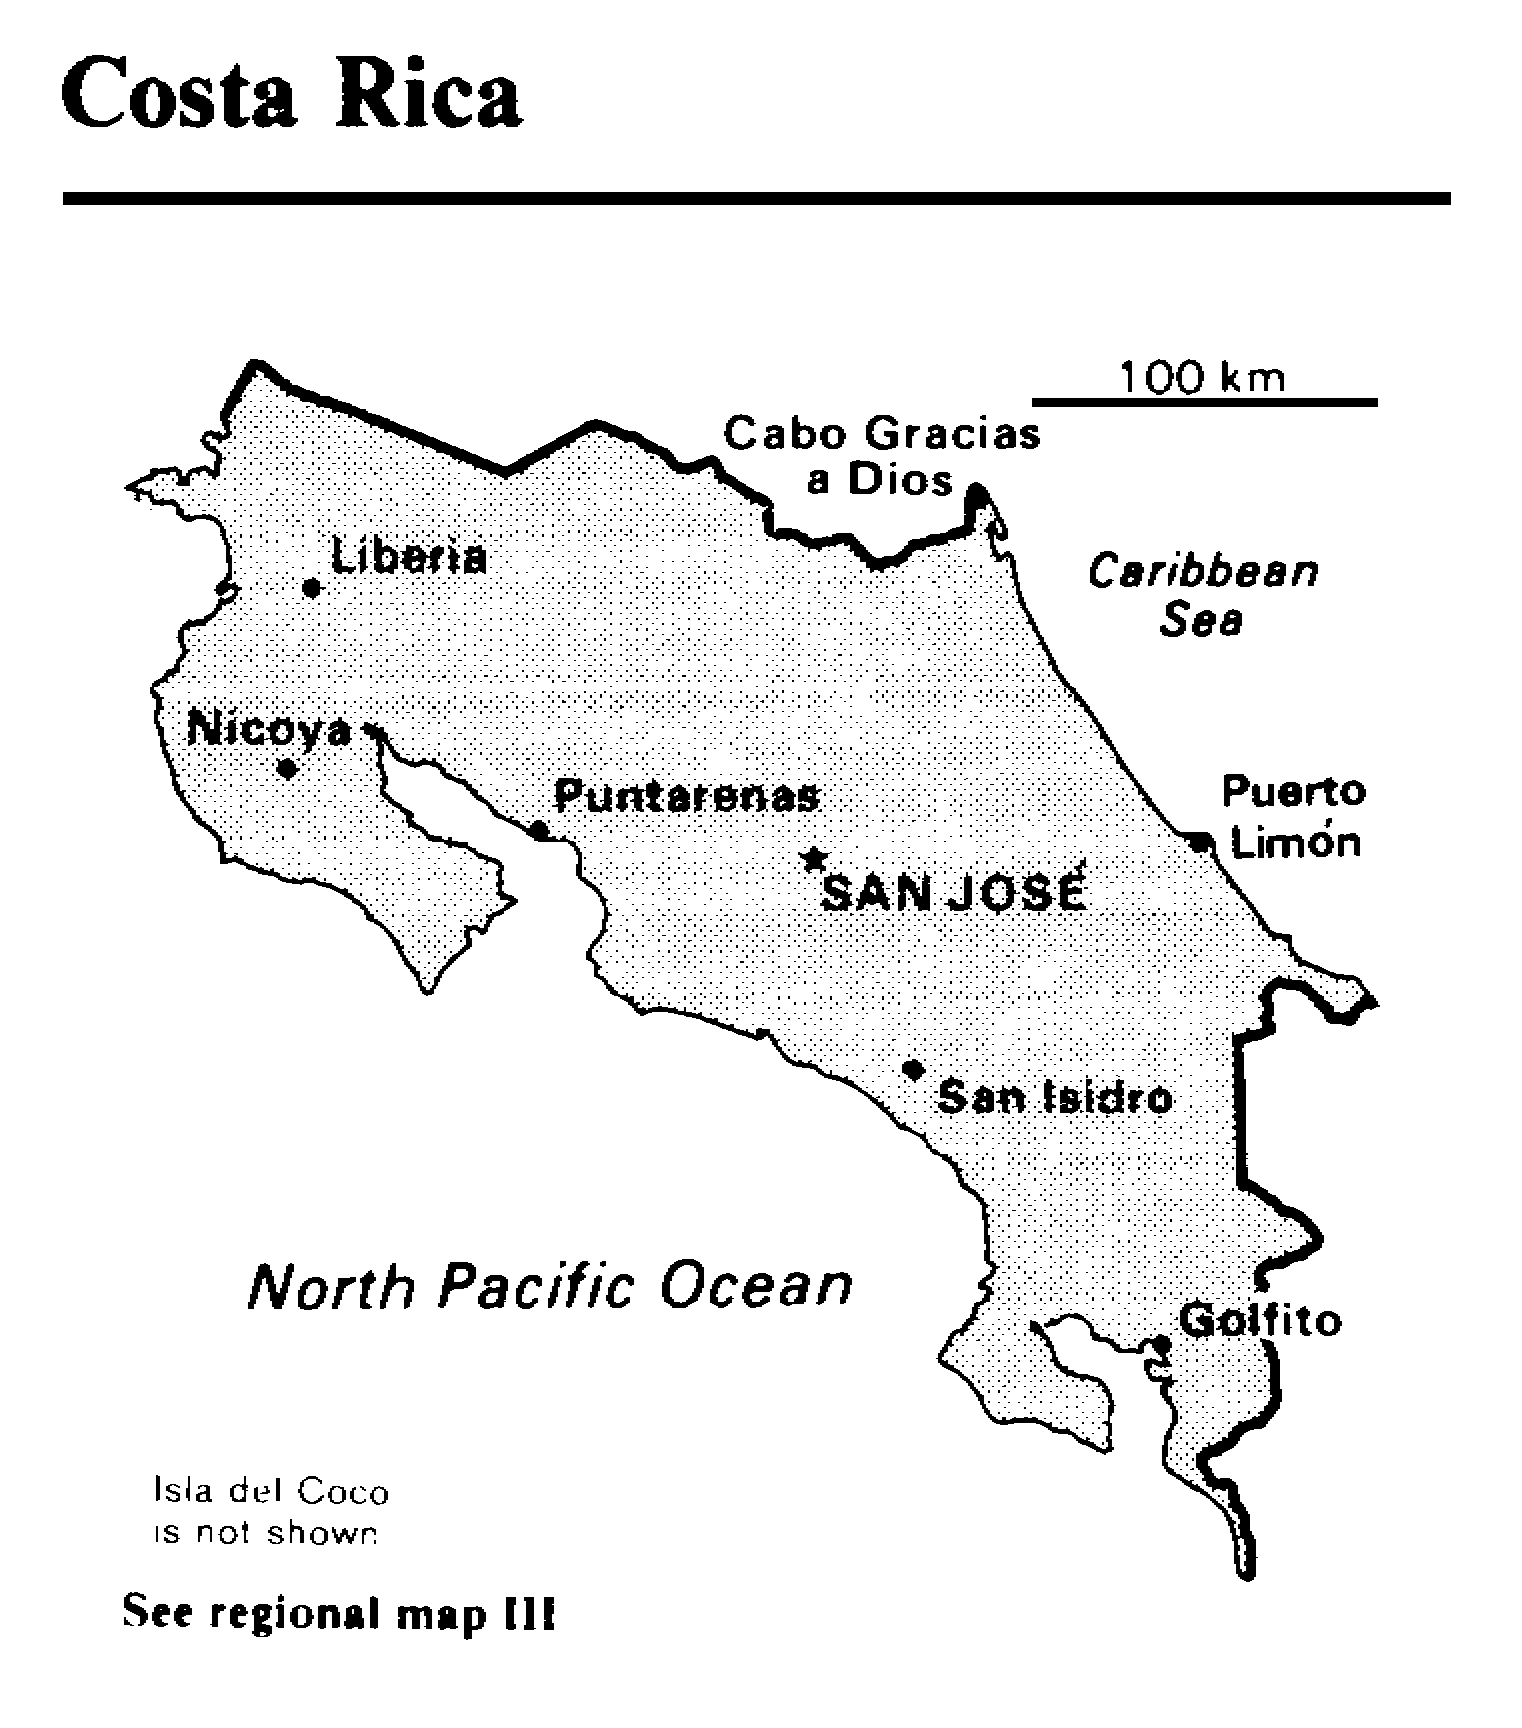 Costa Rica
100 km
Cabo Gracias
a Dios
Caribbean
Sea
Liberia
Nicoya
Puntarenas
Puerto
Limón
SAN JOSÉ
San Isidro
North Pacific Ocean
Golfito
Isla del Coco
is not shown
See regional map III